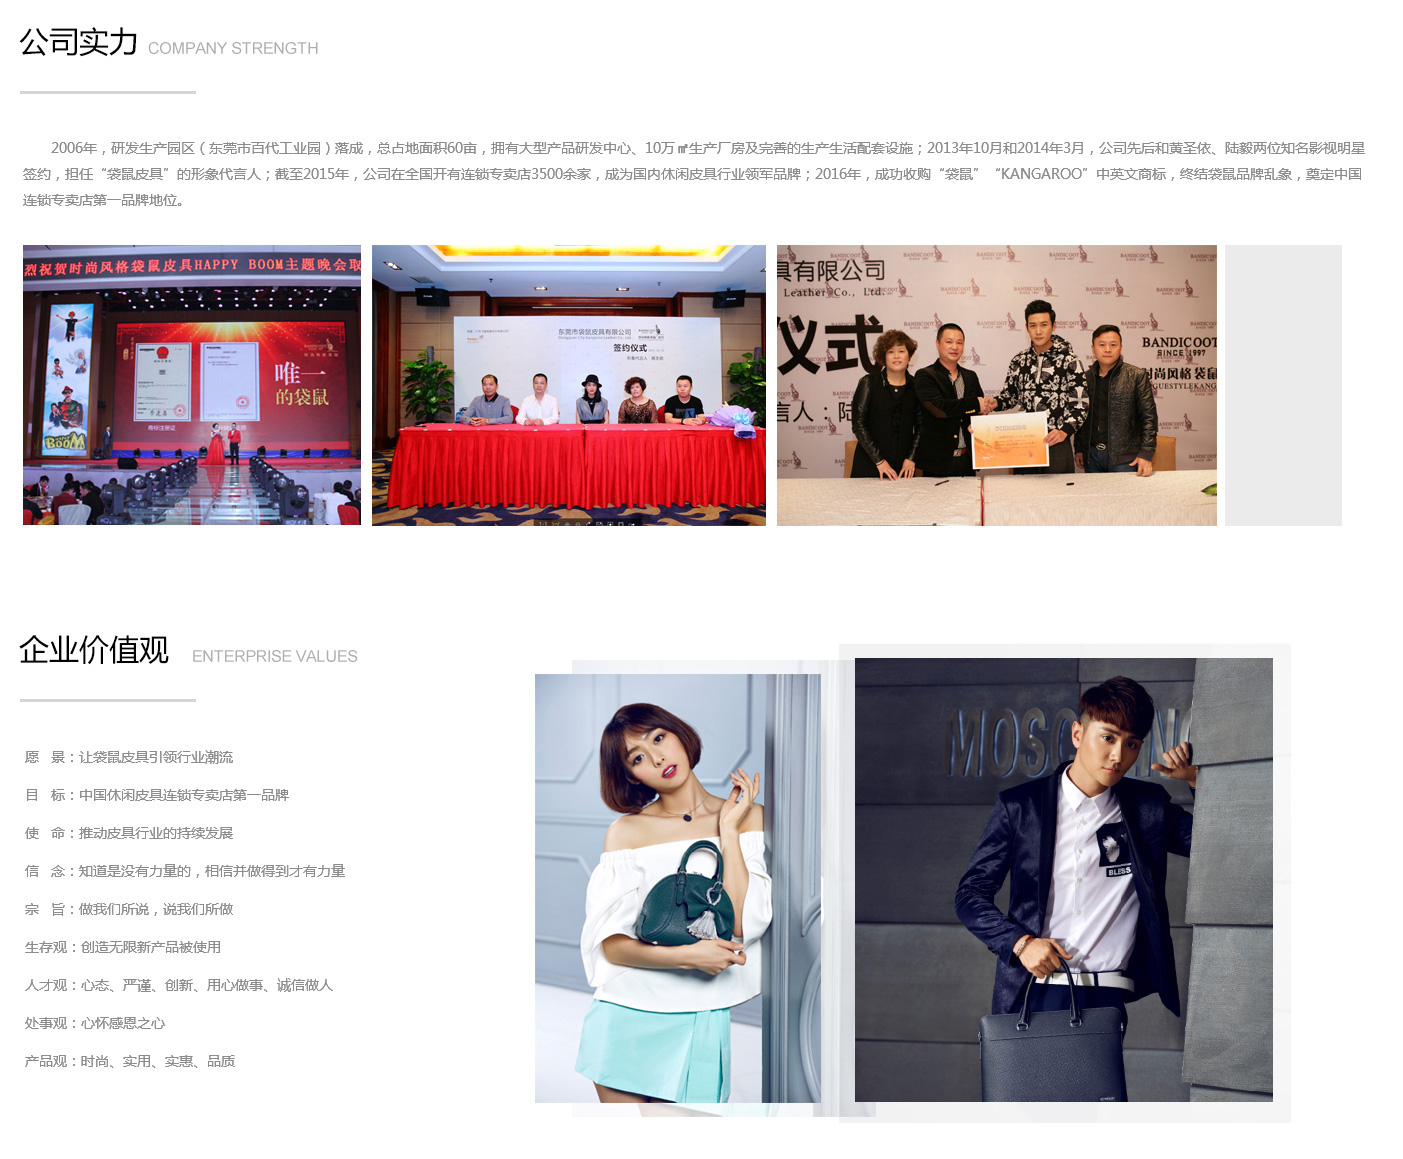 公司实力 COMPANY STRENGTH
2006年，研发生产园区（东莞市百代工业园）落成，总占地面积60亩，拥有大型产品研发中心、10万㎡生产厂房及完善的生产生活配套设施；2013年10月和2014年3月，公司先后和黄圣依、陆毅两位知名影视明星
签约，担任“袋鼠皮具”的形象代言人；截至2015年，公司在全国开有连锁专卖店3500余家，成为国内休闲皮具行业领军品牌；2016年，成功收购“袋鼠”“KANGAROO”中英文商标，终结袋鼠品牌乱象，奠定中国
连锁专卖店第一品牌地位。
烈祝贺时尚风格袋鼠皮具HAPPY BOOM主题晚会取
唯一
的袋鼠
商标注册证
BOOM
东莞市袋鼠皮具有限公司
签约仪式
具有限公司
Leather Co., Ltd.
仪式
言人：陆
BANDICOOT
SINCE 1997
时尚风格袋鼠
GUESTYLEKANG
企业价值观 ENTERPRISE VALUES
愿 景：让袋鼠皮具引领行业潮流
目 标：中国休闲皮具连锁专卖店第一品牌
使 命：推动皮具行业的持续发展
信 念：知道是没有力量的，相信并做得到才有力量
宗 旨：做我们所说，说我们所做
生存观：创造无限新产品被使用
人才观：心态、严谨、创新、用心做事、诚信做人
处事观：心怀感恩之心
产品观：时尚、实用、实惠、品质
MOSCHINO
BLESS